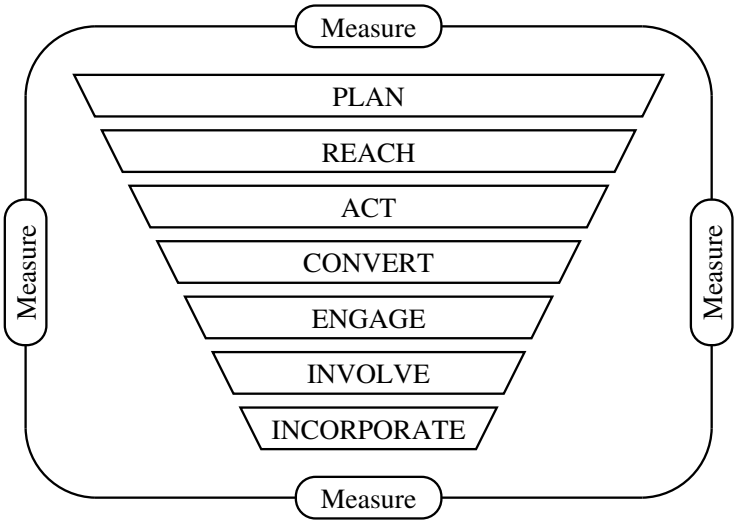 Measure
PLAN
REACH
ACT
CONVERT
Measure
Measure
ENGAGE
INVOLVE
INCORPORATE
Measure